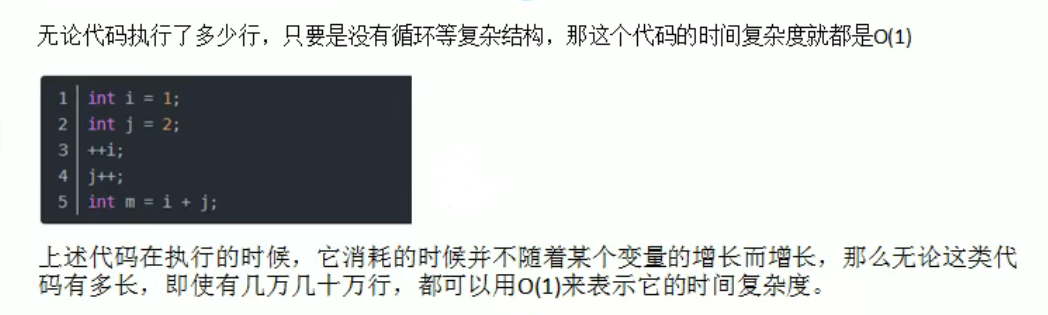 无论代码执行了多少行，只要是没有循环等复杂结构，那这个代码的时间复杂度就都是O(1)
1 int i = 1;
2 int j = 2;
3 ++i;
4 j++;
5 int m = i + j;
上述代码在执行的时候，它消耗的时候并不随着某个变量的增长而增长，那么无论这类代
码有多长，即使有几万几十万行，都可以用O(1)来表示它的时间复杂度。